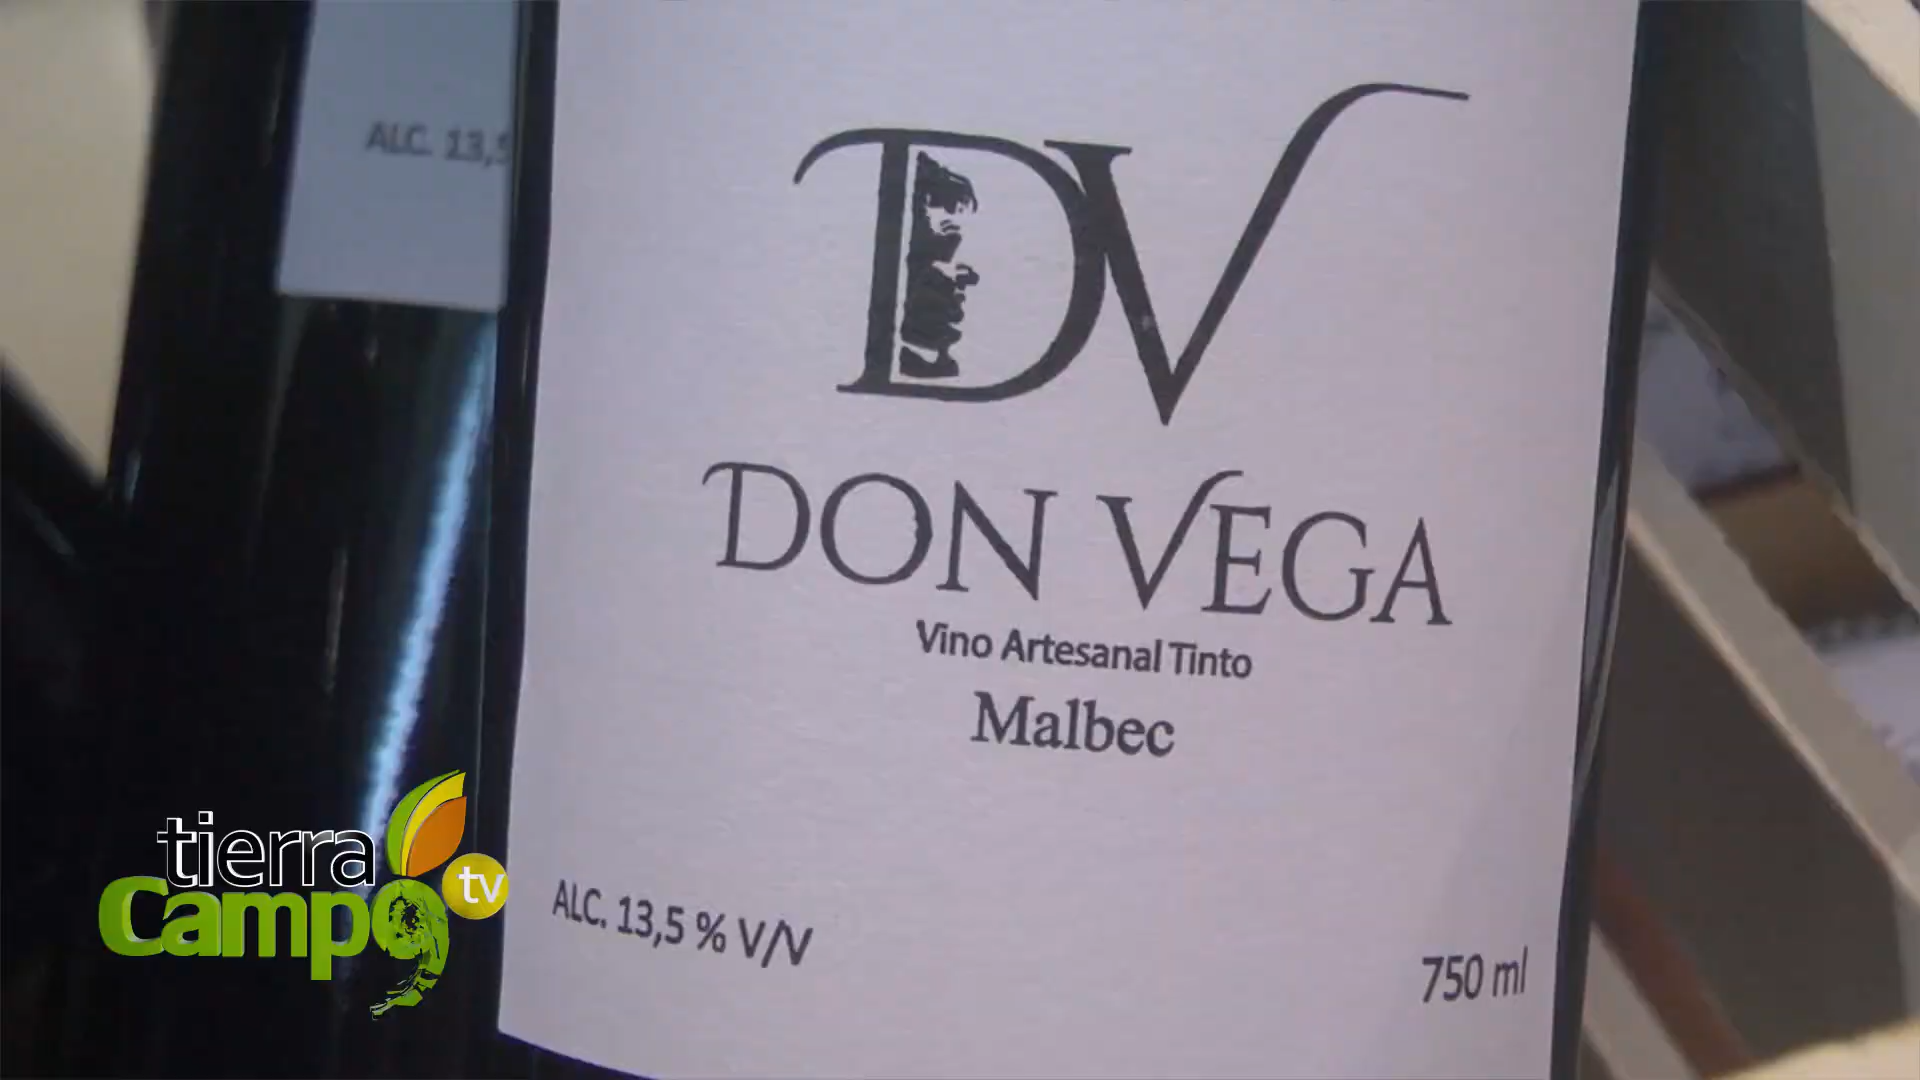 ALC. 13,5
DV
DON VEGA
Vino Artesanal Tinto
Malbec
ALC. 13,5 % V/V
750 ml
tierra
Campo
tv